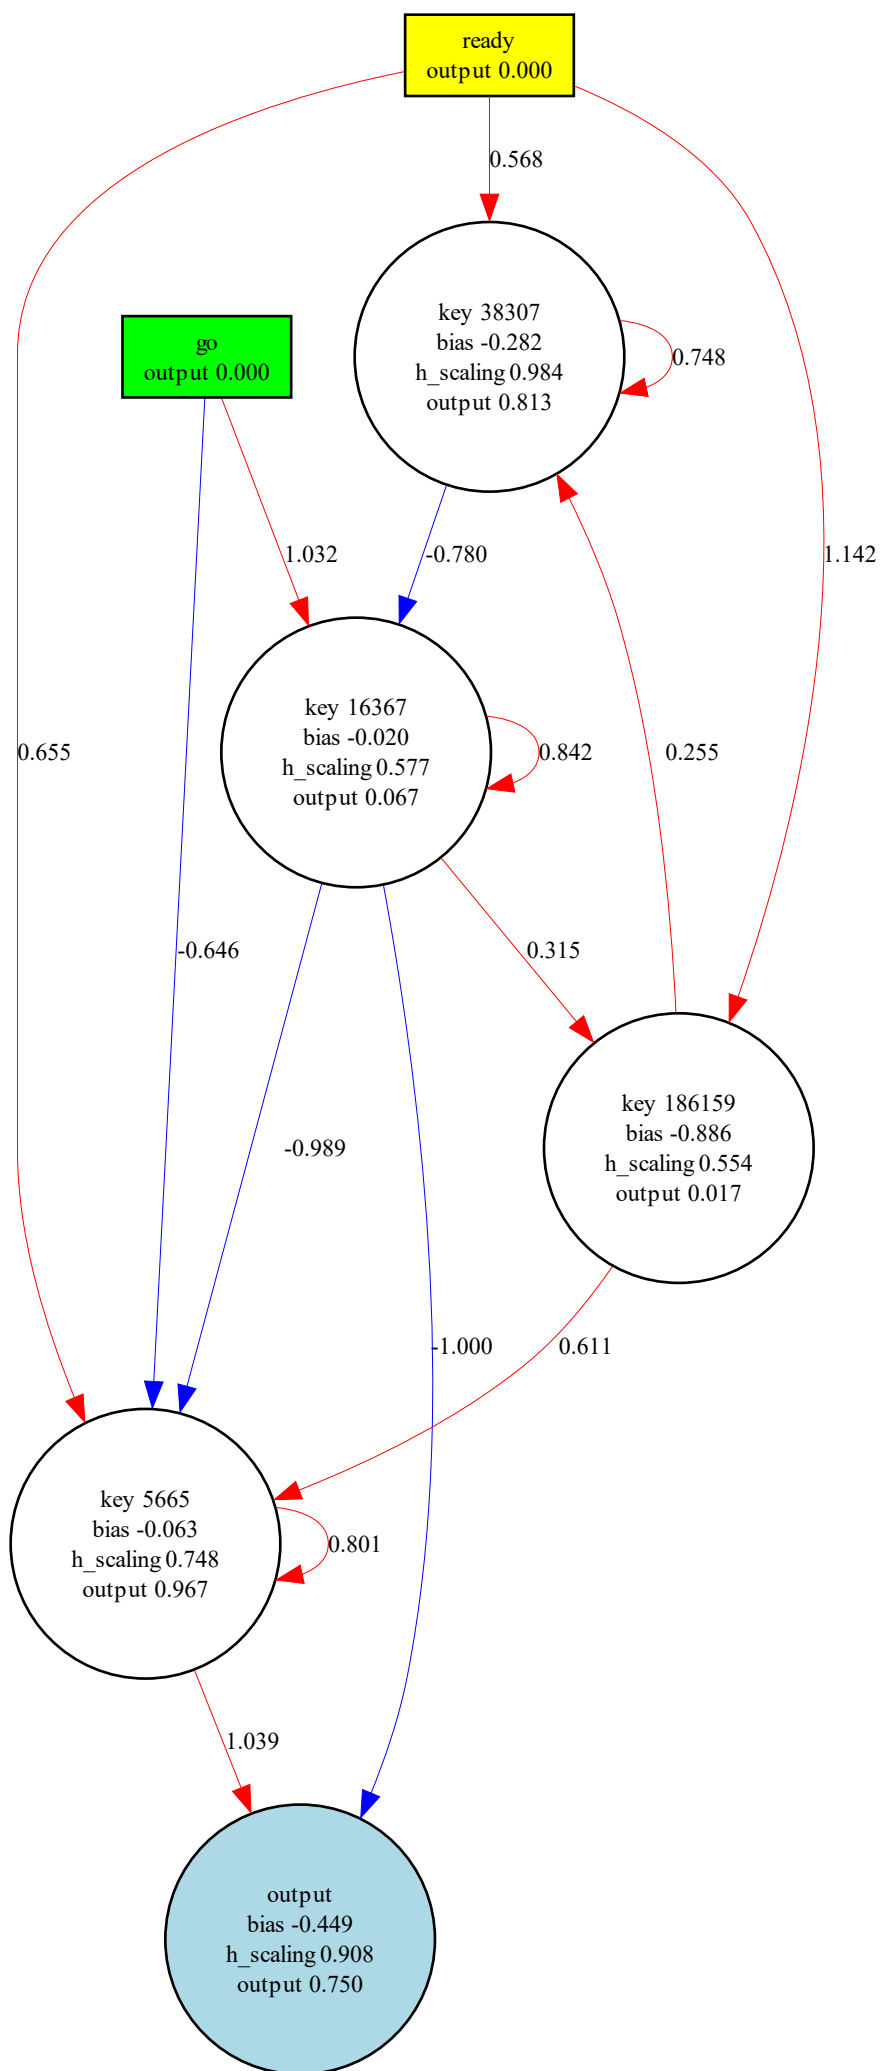 ready
output 0.000
0.568
go
output 0.000
key 38307
bias -0.282
h_scaling 0.984
output 0.813
0.748
1.032
-0.780
1.142
key 16367
bias -0.020
h_scaling 0.577
output 0.067
0.655
0.842
0.255
-0.646
0.315
-0.989
key 186159
bias -0.886
h_scaling 0.554
output 0.017
-1.000
0.611
key 5665
bias -0.063
h_scaling 0.748
output 0.967
0.801
1.039
output
bias -0.449
h_scaling 0.908
output 0.750